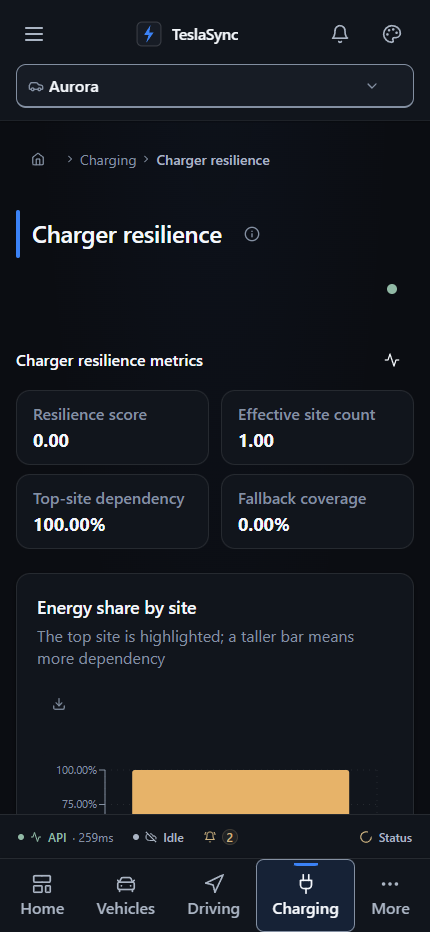 TeslaSync
Aurora
Charging
Charger resilience
Charger resilience
Charger resilience metrics
Resilience score
0.00
Effective site count
1.00
Top-site dependency
100.00%
Fallback coverage
0.00%
Energy share by site
The top site is highlighted; a taller bar means
more dependency
100.00%
75.00%
API · 259ms
Idle
2
Status
Home
Vehicles
Driving
Charging
More